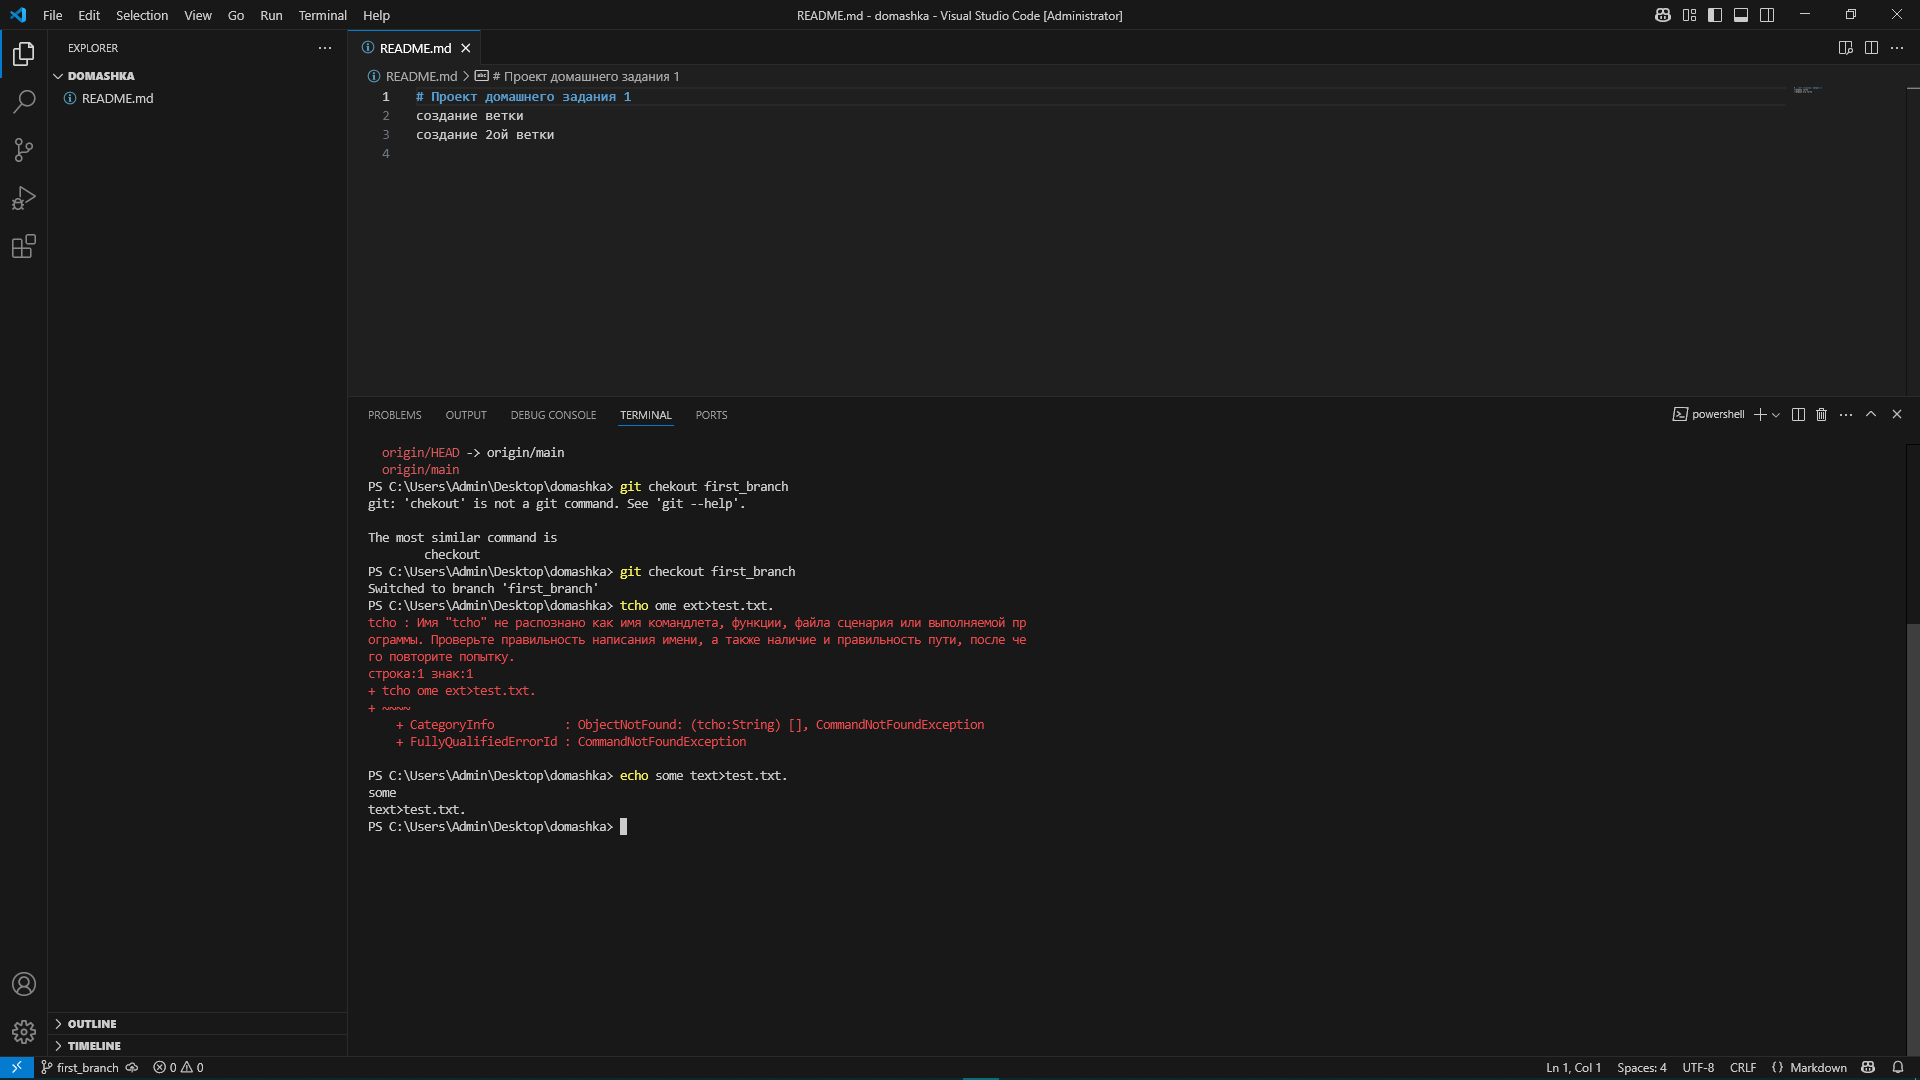 File Edit Selection View Go Run Terminal Help
README.md - domashka - Visual Studio Code [Administrator]
EXPLORER
README.md
DOMASHKA
README.md
README.md > # Проект домашнего задания 1
1 # Проект домашнего задания 1
2 создание ветки
3 создание 2ой ветки
4
PROBLEMS OUTPUT DEBUG CONSOLE TERMINAL PORTS
powershell
origin/HEAD -> origin/main
origin/main
PS C:\Users\Admin\Desktop\domashka> git chekout first_branch
git: 'chekout' is not a git command. See 'git --help'.
The most similar command is
checkout
PS C:\Users\Admin\Desktop\domashka> git checkout first_branch
Switched to branch 'first_branch'
PS C:\Users\Admin\Desktop\domashka> tcho ome ext>test.txt.
tcho : Имя "tcho" не распознано как имя командлета, функции, файла сценария или выполняемой пр
ограммы. Проверьте правильность написания имени, а также наличие и правильность пути, после че
го повторите попытку.
строка:1 знак:1
+ tcho ome ext>test.txt.
+ ~~~~
+ CategoryInfo : ObjectNotFound: (tcho:String) [], CommandNotFoundException
+ FullyQualifiedErrorId : CommandNotFoundException
PS C:\Users\Admin\Desktop\domashka> echo some text>test.txt.
some
text>test.txt.
PS C:\Users\Admin\Desktop\domashka>
OUTLINE
TIMELINE
first_branch 0 0
Ln 1, Col 1 Spaces: 4 UTF-8 CRLF {} Markdown